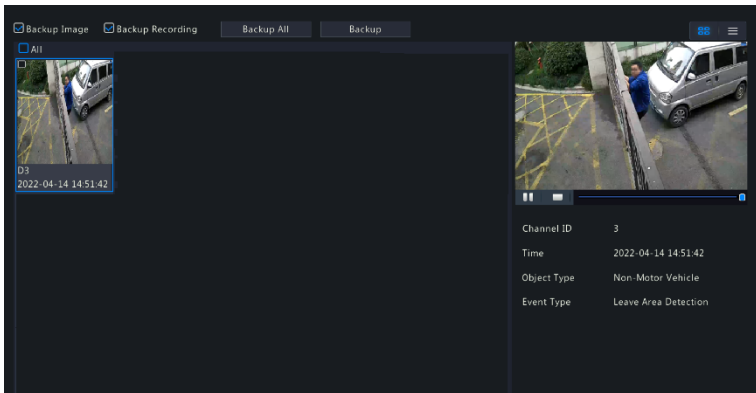 Backup Image Backup Recording Backup All Backup
All
D3
2022-04-14 14:51:42
Channel ID 3
Time 2022-04-14 14:51:42
Object Type Non-Motor Vehicle
Event Type Leave Area Detection